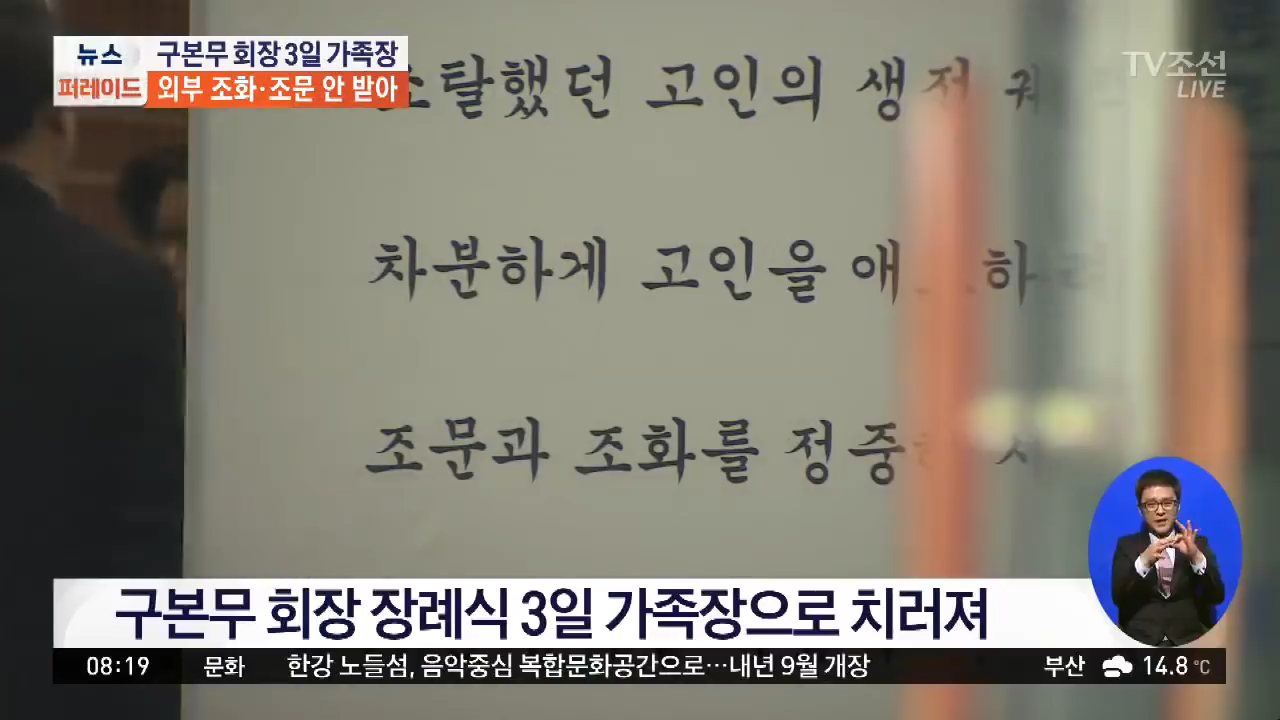 뉴스
퍼레이드
구본무 회장 3일 가족장
외부 조화·조문 안 받아
TV조선
LIVE
소탈했던 고인의 생전
차분하게 고인을
조문과 조화를
구본무 회장 장례식 3일 가족장으로 치러져
08:19 문화 한강 노들섬, 음악중심 복합문화공간으로…내년 9월 개장 부산 14.8℃